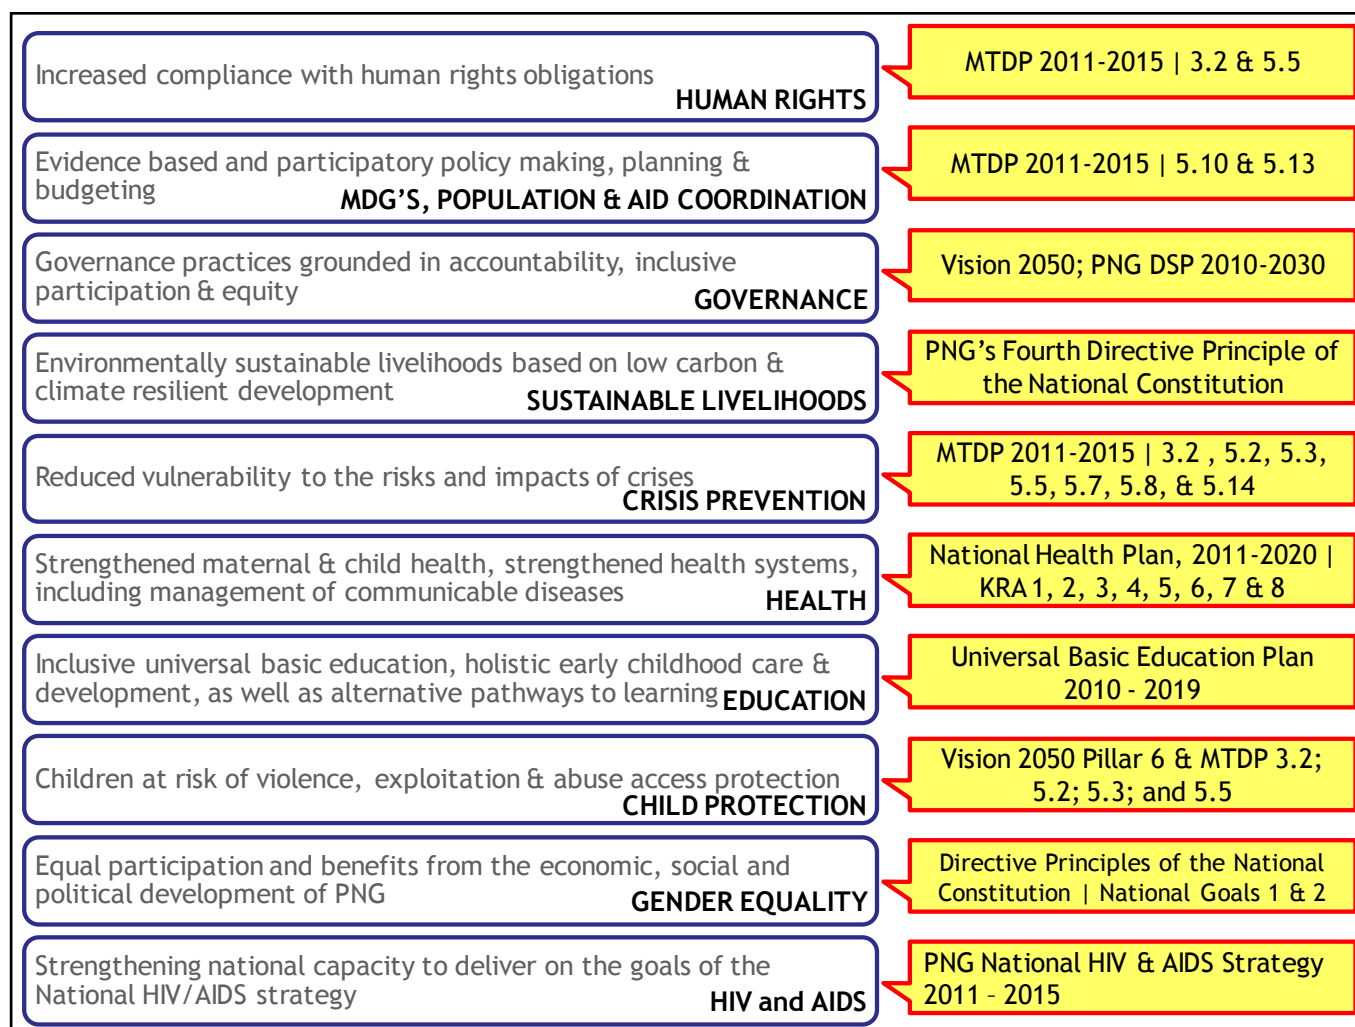 Increased compliance with human rights obligations
HUMAN RIGHTS
MTDP 2011-2015 | 3.2 & 5.5
Evidence based and participatory policy making, planning &
budgeting
MDG'S, POPULATION & AID COORDINATION
MTDP 2011-2015 | 5.10 & 5.13
Governance practices grounded in accountability, inclusive
participation & equity
GOVERNANCE
Vision 2050; PNG DSP 2010-2030
Environmentally sustainable livelihoods based on low carbon &
climate resilient development
SUSTAINABLE LIVELIHOODS
PNG's Fourth Directive Principle of
the National Constitution
Reduced vulnerability to the risks and impacts of crises
CRISIS PREVENTION
MTDP 2011-2015 | 3.2 , 5.2, 5.3,
5.5, 5.7, 5.8, & 5.14
Strengthened maternal & child health, strengthened health systems,
including management of communicable diseases
HEALTH
National Health Plan, 2011-2020 |
KRA 1, 2, 3, 4, 5, 6, 7 & 8
Inclusive universal basic education, holistic early childhood care &
development, as well as alternative pathways to learning
EDUCATION
Universal Basic Education Plan
2010 - 2019
Children at risk of violence, exploitation & abuse access protection
CHILD PROTECTION
Vision 2050 Pillar 6 & MTDP 3.2;
5.2; 5.3; and 5.5
Equal participation and benefits from the economic, social and
political development of PNG
GENDER EQUALITY
Directive Principles of the National
Constitution | National Goals 1 & 2
Strengthening national capacity to deliver on the goals of the
National HIV/AIDS strategy
HIV and AIDS
PNG National HIV & AIDS Strategy
2011 – 2015